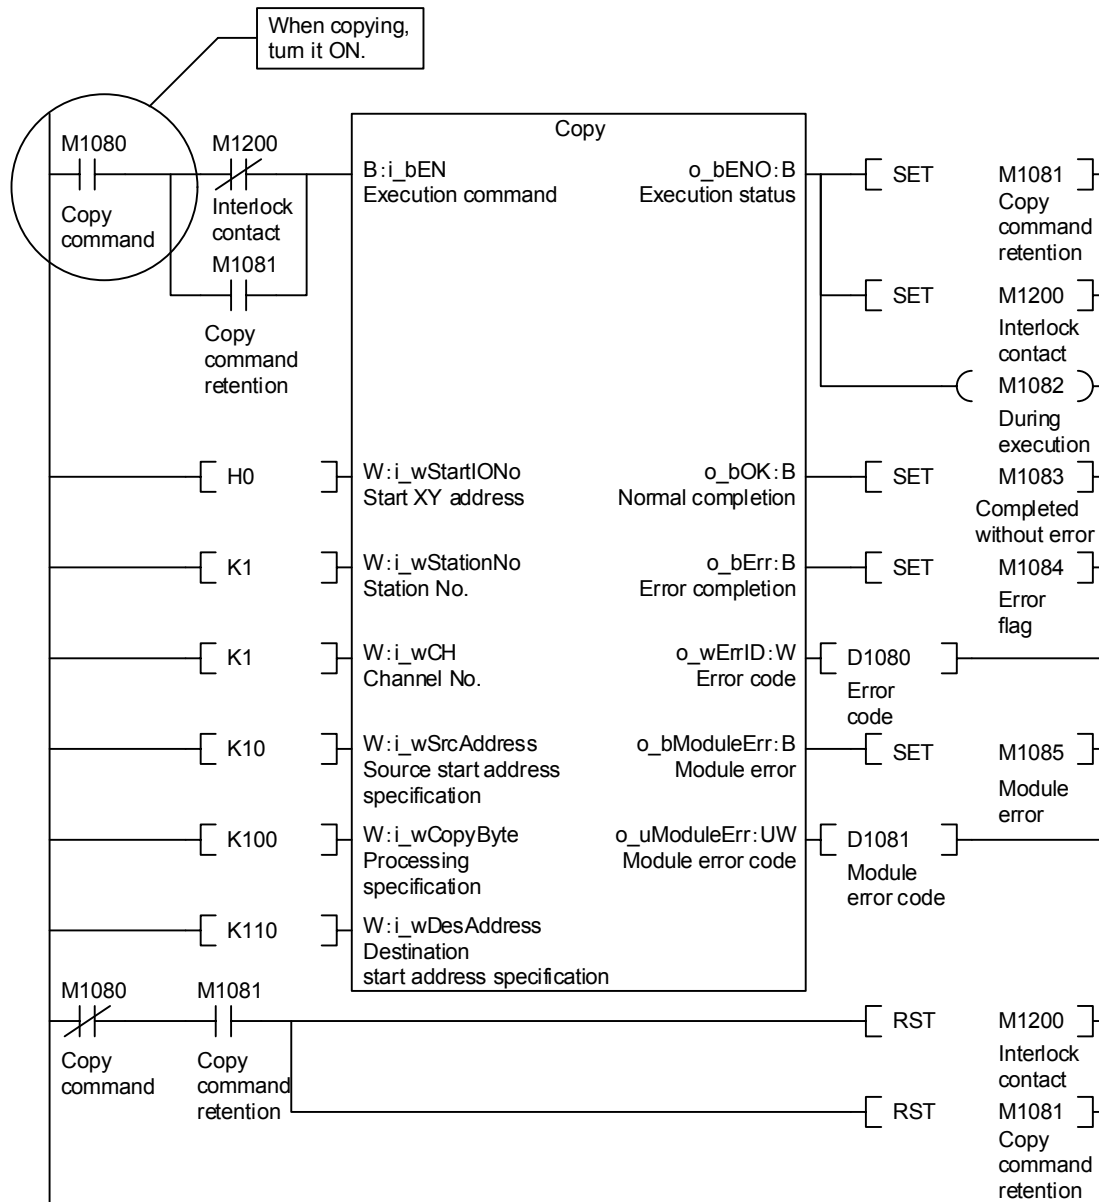 When copying,
turn it ON.
Copy
M1080
M1200
B:i_bEN
o_bENO:B
SET
M1081
Execution command
Execution status
Copy
command
Interlock
contact
Copy
command
retention
M1081
SET
M1200
Copy
command
retention
Interlock
contact
M1082
During
execution
H0
W:i_wStartIONo
o_bOK:B
SET
M1083
Start XY address
Normal completion
Completed
without error
K1
W:i_wStationNo
o_bErr:B
SET
M1084
Station No.
Error completion
Error
flag
K1
W:i_wCH
o_wErrID:W
D1080
Channel No.
Error code
Error
code
K10
W:i_wSrcAddress
o_bModuleErr:B
SET
M1085
Source start address
specification
Module error
Module
error
K100
W:i_wCopyByte
o_uModuleErr:UW
D1081
Processing
specification
Module error code
Module
error code
K110
W:i_wDesAddress
Destination
start address specification
M1080
M1081
RST
M1200
Copy
command
Copy
command
retention
Interlock
contact
RST
M1081
Copy
command
retention